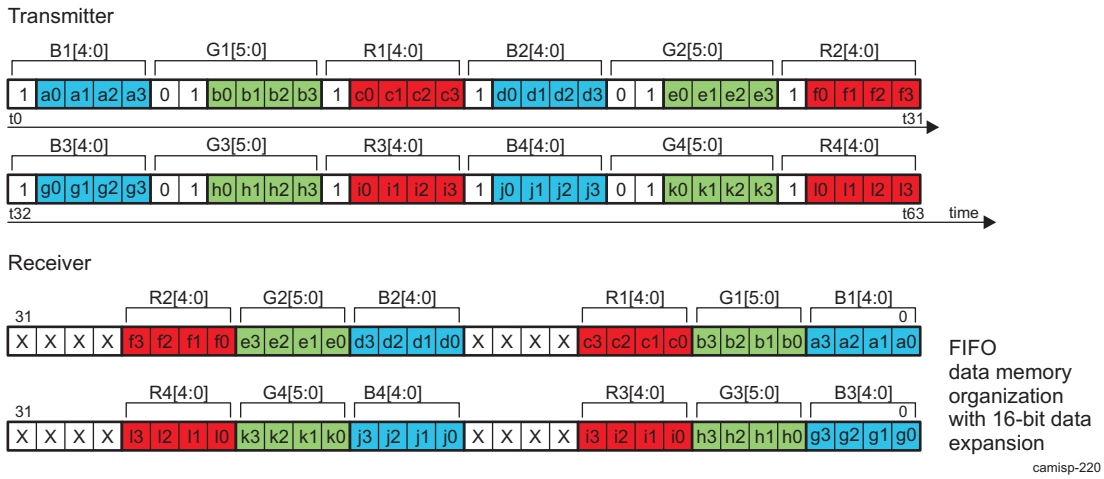 Transmitter
B1[4:0] G1[5:0] R1[4:0] B2[4:0] G2[5:0] R2[4:0]
1 a0 a1 a2 a3 0 1 b0 b1 b2 b3 1 c0 c1 c2 c3 1 d0 d1 d2 d3 0 1 e0 e1 e2 e3 1 f0 f1 f2 f3
t0 t31
B3[4:0] G3[5:0] R3[4:0] B4[4:0] G4[5:0] R4[4:0]
1 g0 g1 g2 g3 0 1 h0 h1 h2 h3 1 i0 i1 i2 i3 1 j0 j1 j2 j3 0 1 k0 k1 k2 k3 1 l0 l1 l2 l3
t32 t63 time
Receiver
R2[4:0] G2[5:0] B2[4:0] R1[4:0] G1[5:0] B1[4:0]
31 0
X X X X f3 f2 f1 f0 e3 e2 e1 e0 d3 d2 d1 d0 X X X X c3 c2 c1 c0 b3 b2 b1 b0 a3 a2 a1 a0
R4[4:0] G4[5:0] B4[4:0] R3[4:0] G3[5:0] B3[4:0]
31 0
X X X X l3 l2 l1 l0 k3 k2 k1 k0 j3 j2 j1 j0 X X X X i3 i2 i1 i0 h3 h2 h1 h0 g3 g2 g1 g0
FIFO
data memory
organization
with 16-bit data
expansion
camisp-220